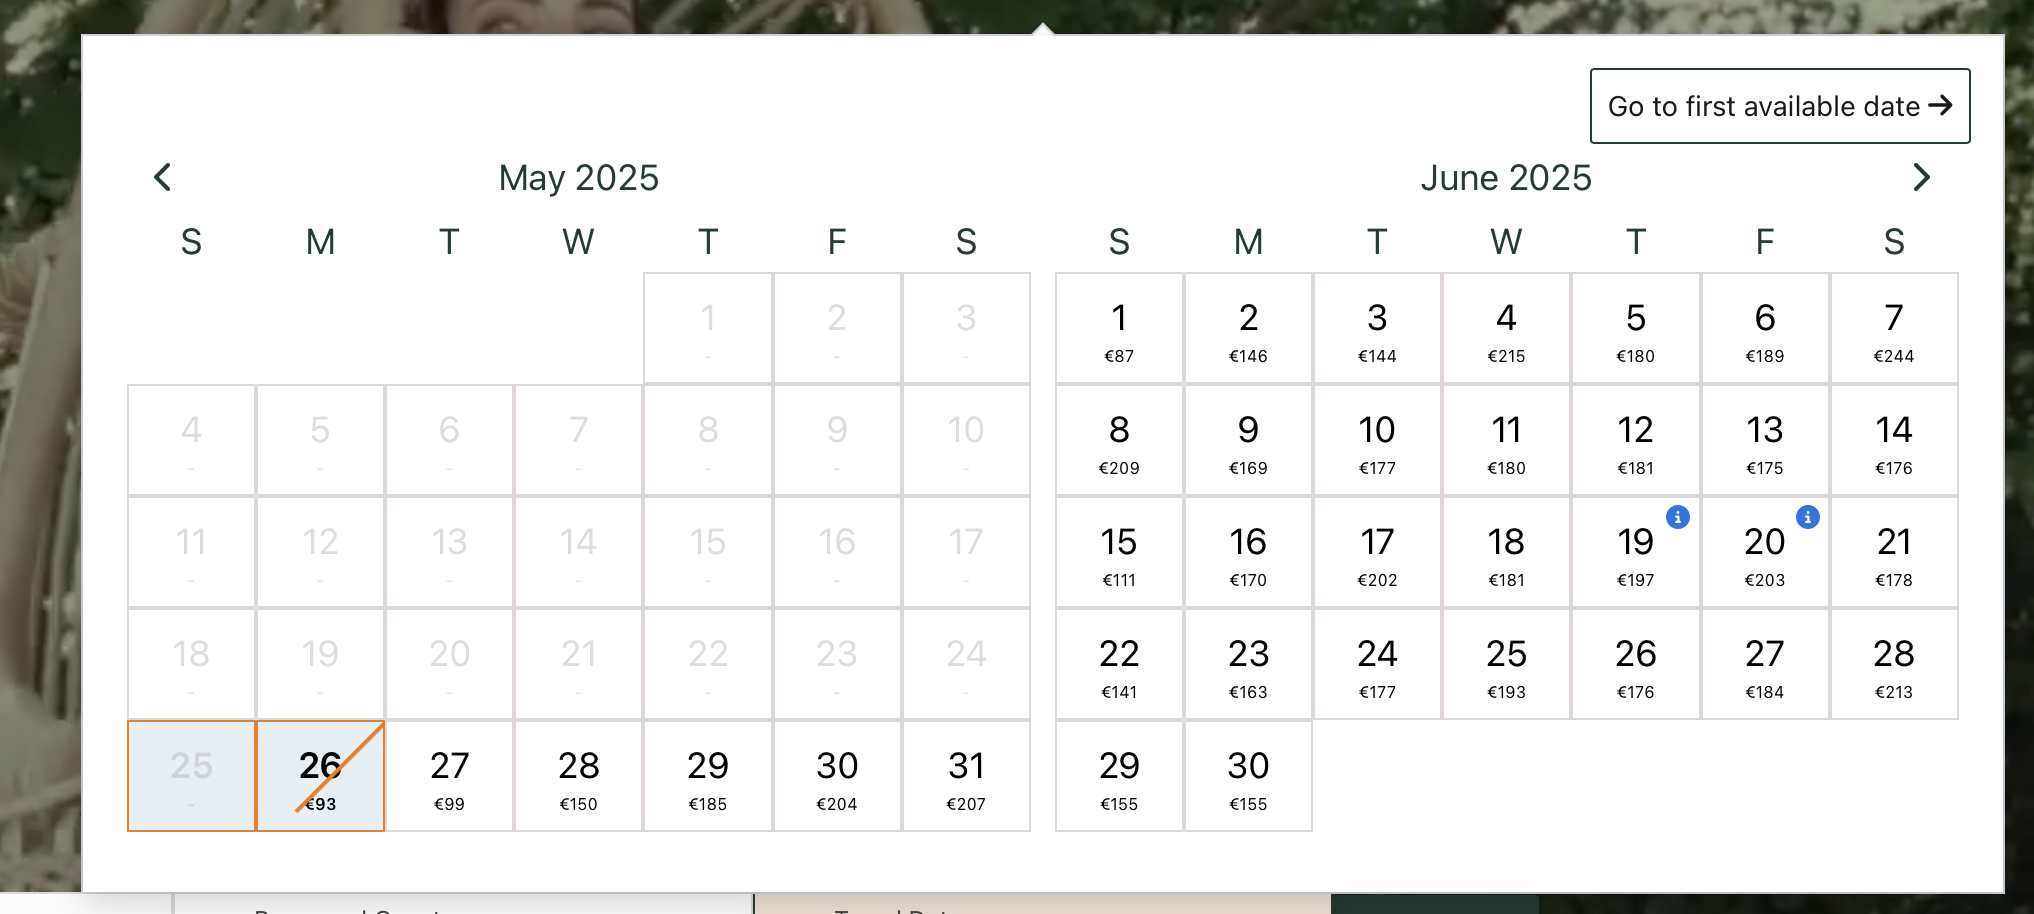 Go to first available date
May 2025
S M T W T F S
1 2 3
- - -
4 5 6 7 8 9 10
- - - - - - -
11 12 13 14 15 16 17
- - - - - - -
18 19 20 21 22 23 24
- - - - - - -
25 26 27 28 29 30 31
- €93 €99 €150 €185 €204 €207
June 2025
S M T W T F S
1 2 3 4 5 6 7
€87 €146 €144 €215 €180 €189 €244
8 9 10 11 12 13 14
€209 €169 €177 €180 €181 €175 €176
15 16 17 18 19 20 21
€111 €170 €202 €181 €197 €203 €178
22 23 24 25 26 27 28
€141 €163 €177 €193 €176 €184 €213
29 30
€155 €155